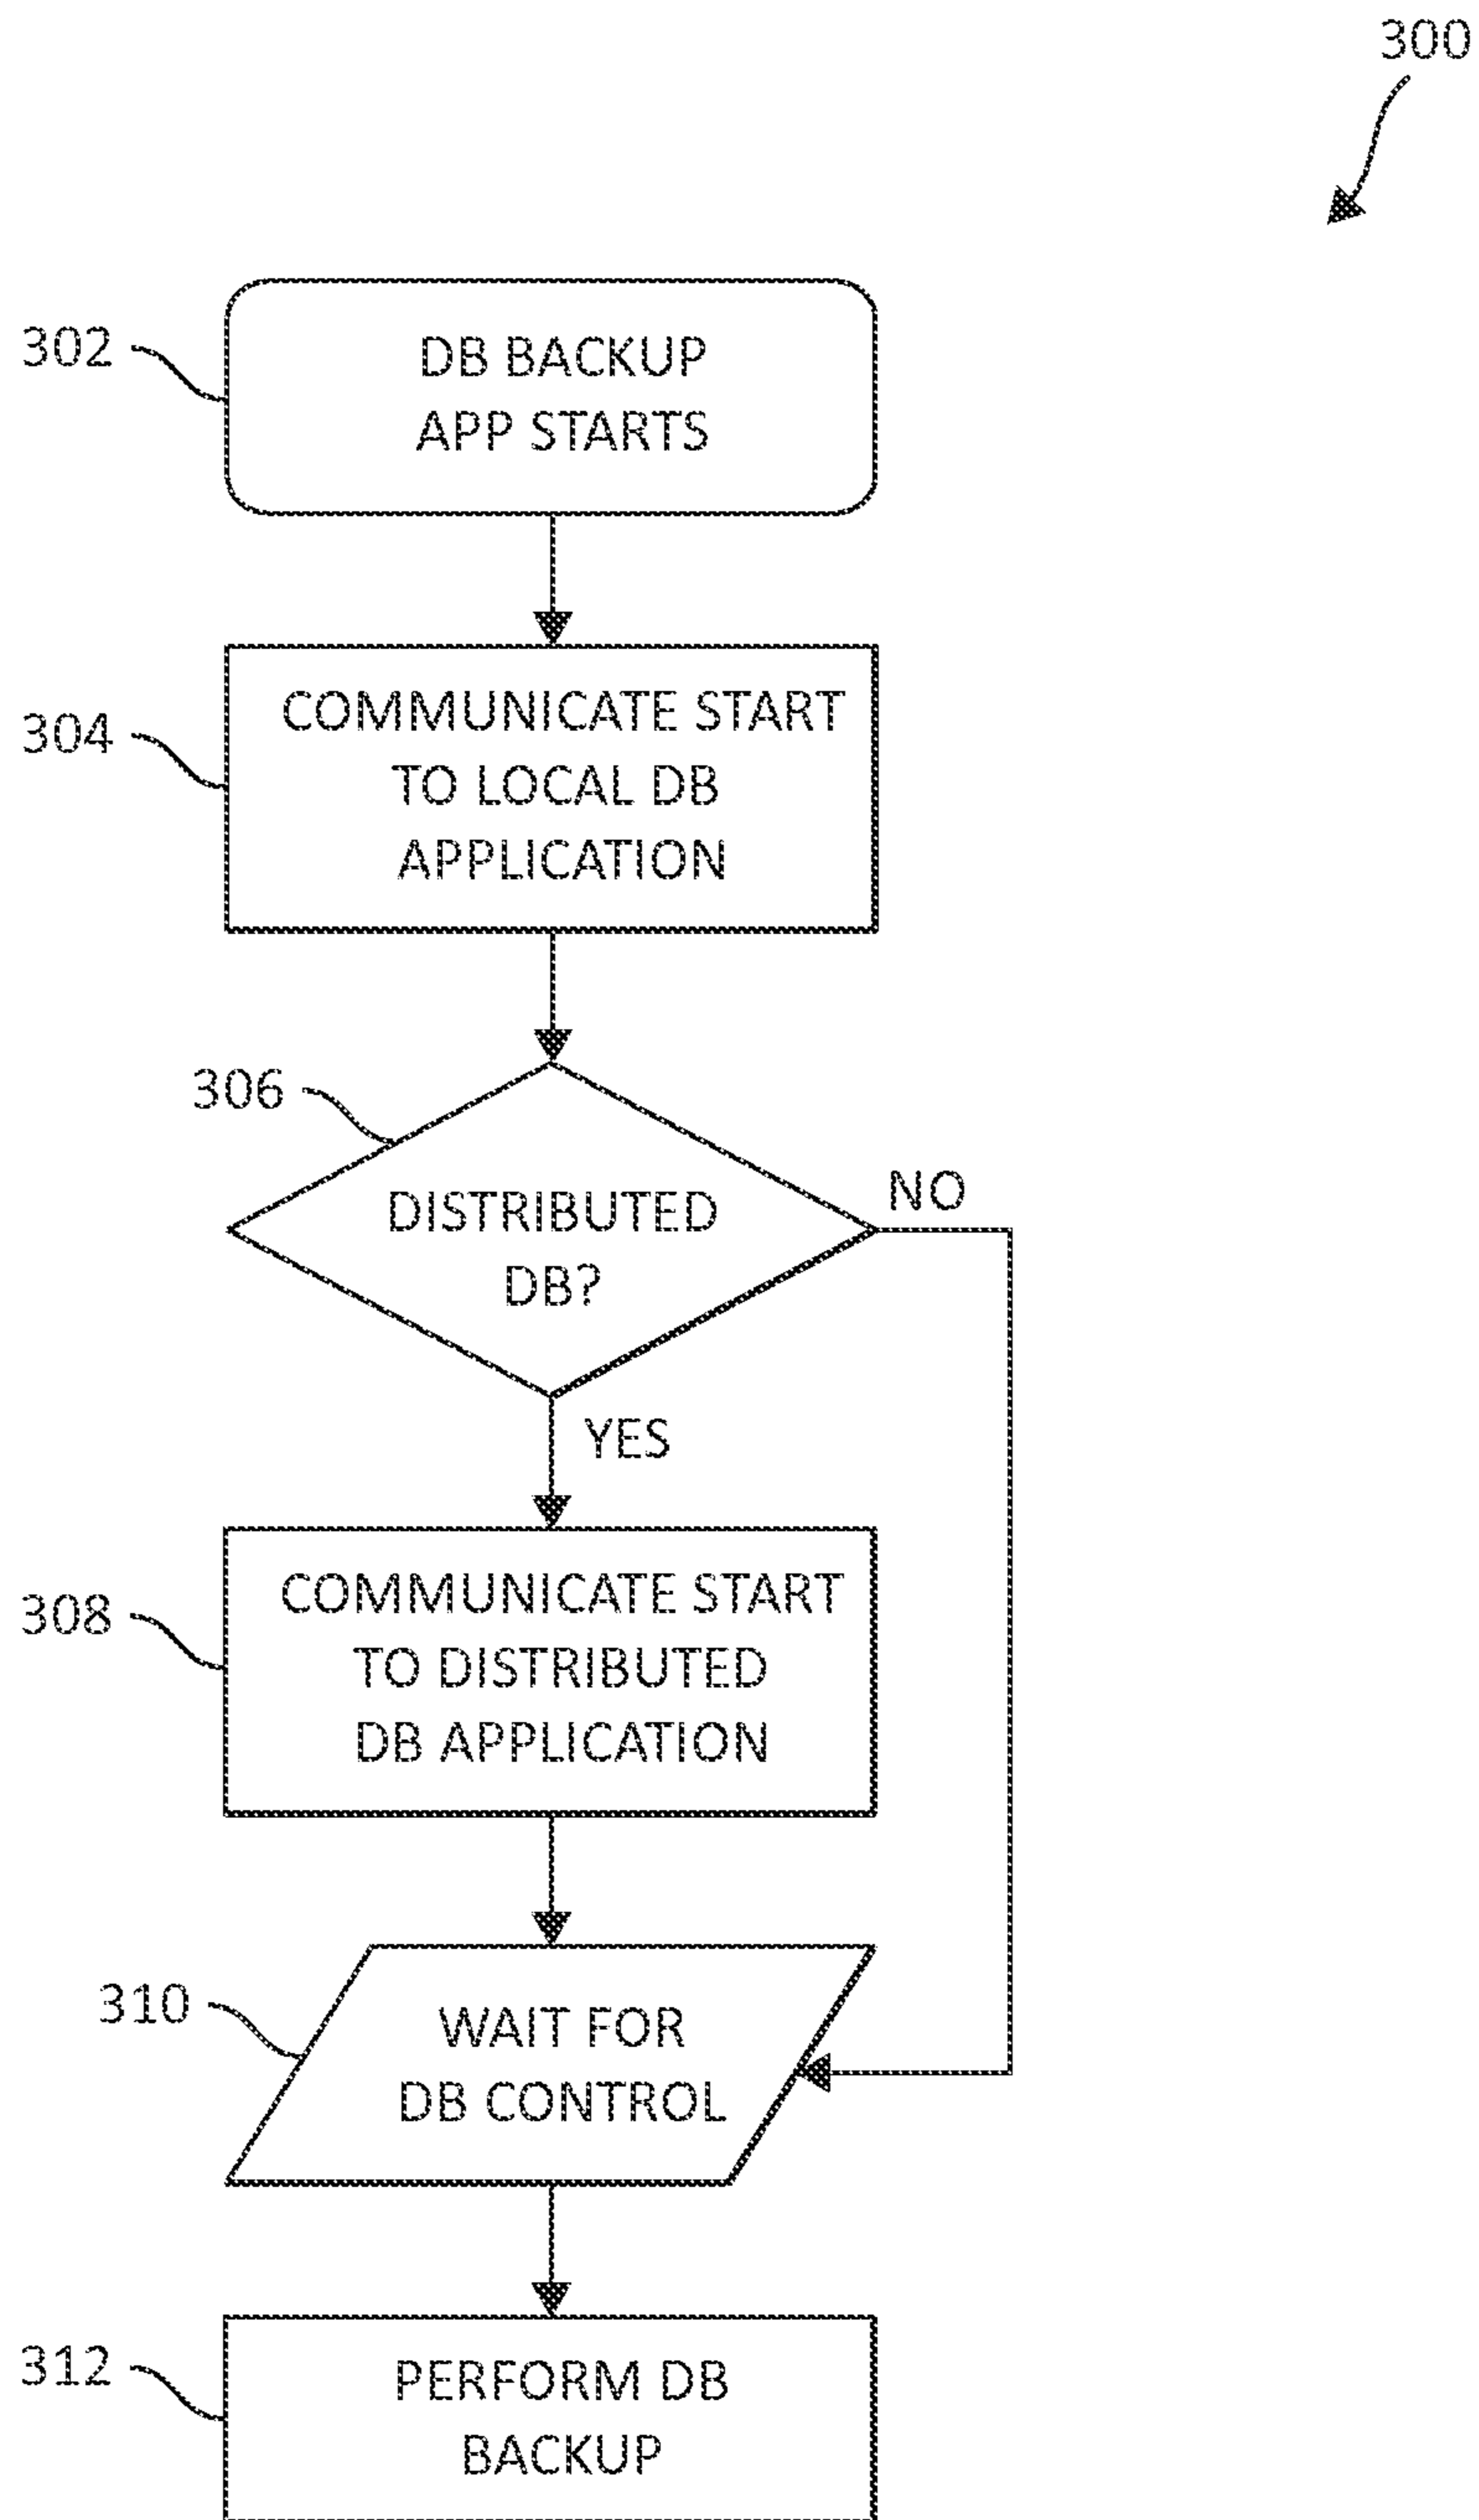 300
302
DB BACKUP
APP STARTS
304
COMMUNICATE START
TO LOCAL DB
APPLICATION
306
DISTRIBUTED
DB?
NO
YES
308
COMMUNICATE START
TO DISTRIBUTED
DB APPLICATION
310
WAIT FOR
DB CONTROL
312
PERFORM DB
BACKUP